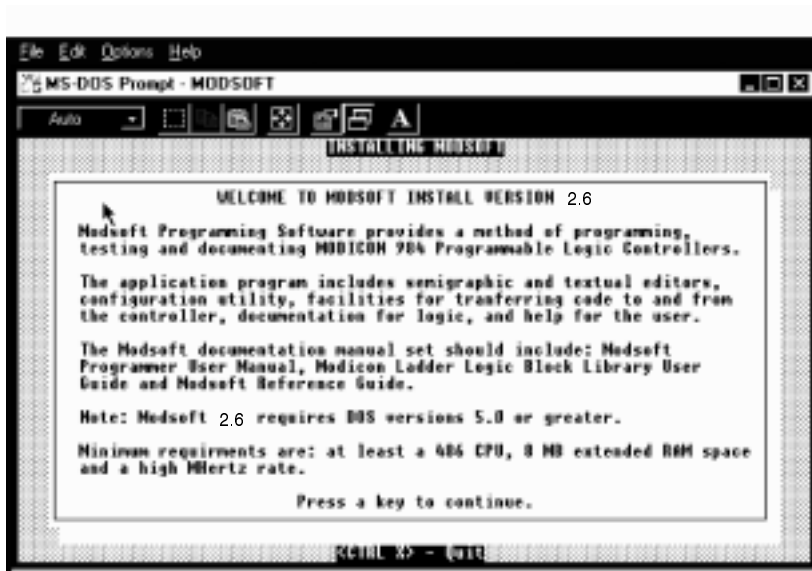 File Edit Options Help
MS-DOS Prompt - MODSOFT
Auto
A
INSTALLING MODSOFT
WELCOME TO MODSOFT INSTALL VERSION 2.6
Modsoft Programming Software provides a method of programming,
testing and documenting MODICON 984 Programmable Logic Controllers.
The application program includes semigraphic and textual editors,
configuration utility, facilities for tranferring code to and from
the controller, documentation for logic, and help for the user.
The Modsoft documentation manual set should include: Modsoft
Programmer User Manual, Modicon Ladder Logic Block Library User
Guide and Modsoft Reference Guide.
Note: Modsoft 2.6 requires DOS versions 5.0 or greater.
Minimum requirments are: at least a 486 CPU, 8 MB extended RAM space
and a high MHertz rate.
Press a key to continue.
<CTRL X> - Quit